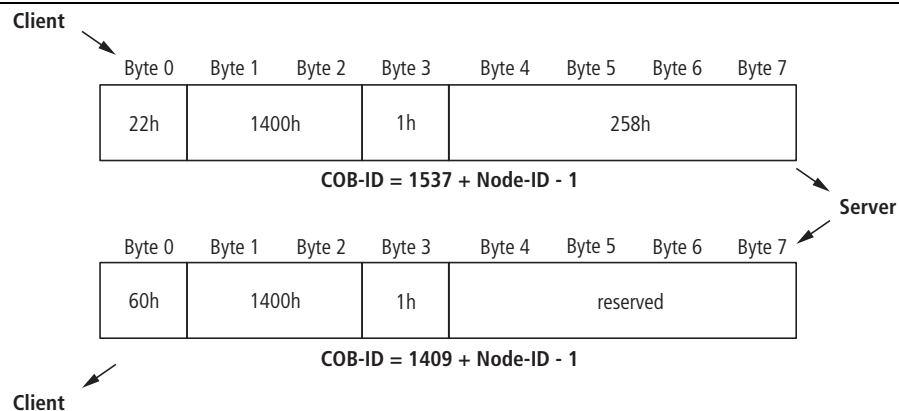 Client
Byte 0 Byte 1 Byte 2 Byte 3 Byte 4 Byte 5 Byte 6 Byte 7
22h 1400h 1h 258h
COB-ID = 1537 + Node-ID - 1
Server
Byte 0 Byte 1 Byte 2 Byte 3 Byte 4 Byte 5 Byte 6 Byte 7
60h 1400h 1h reserved
COB-ID = 1409 + Node-ID - 1
Client